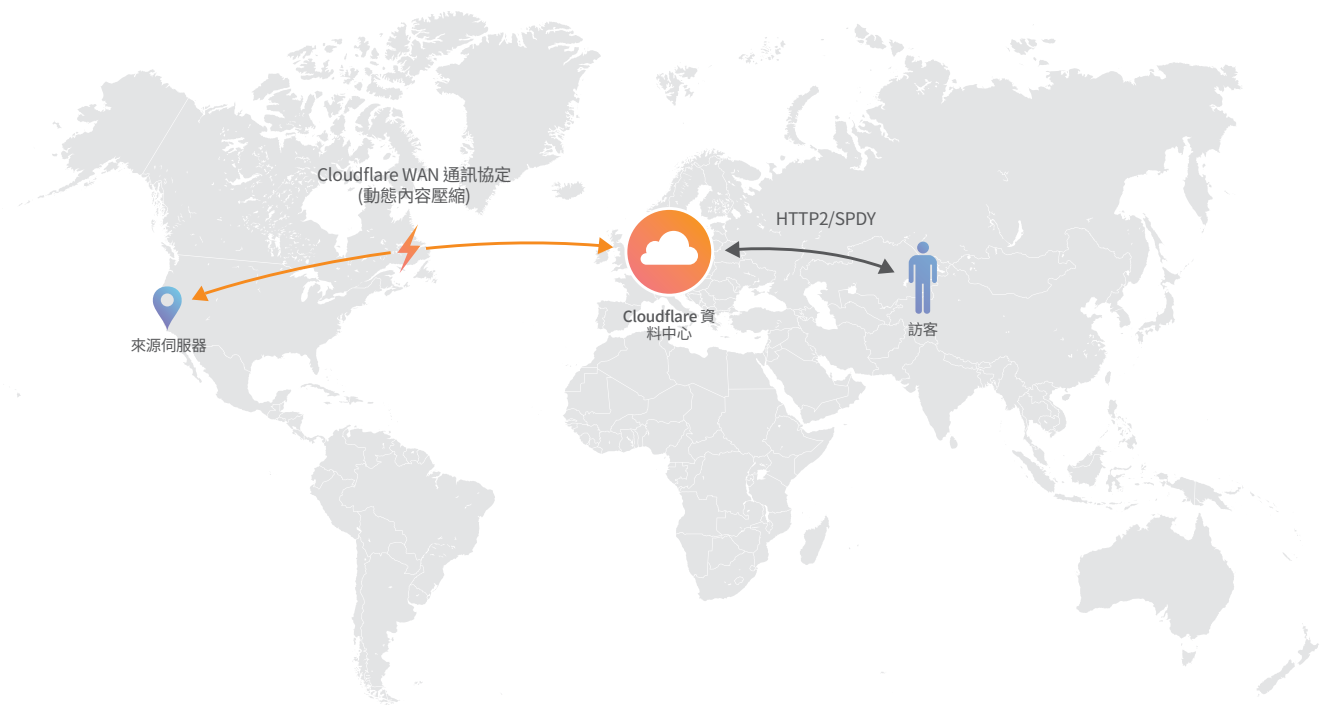 Cloudflare WAN 通訊協定
(動態內容壓縮)
HTTP2/SPDY
Cloudflare 資
料中心
訪客
來源伺服器